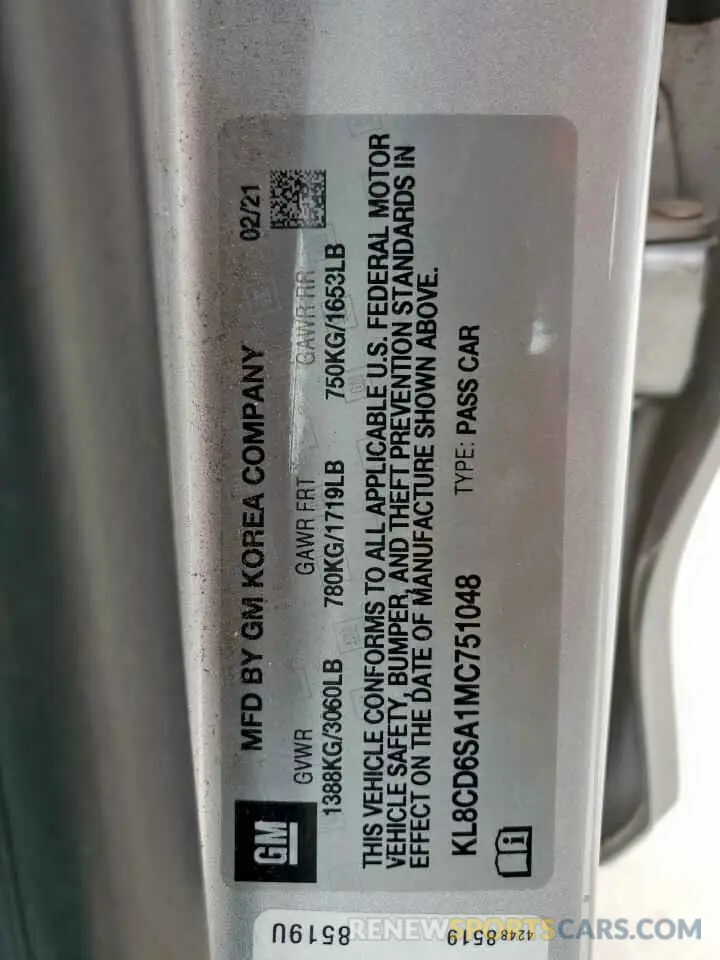 GM
MFD BY GM KOREA COMPANY 02/21
GVWR GAWR FRT GAWR RR
1388KG/3060LB 780KG/1719LB 750KG/1653LB
THIS VEHICLE CONFORMS TO ALL APPLICABLE U.S. FEDERAL MOTOR
VEHICLE SAFETY, BUMPER, AND THEFT PREVENTION STANDARDS IN
EFFECT ON THE DATE OF MANUFACTURE SHOWN ABOVE.
KL8CD6SA1MC751048 TYPE: PASS CAR
8519U
42488519
RENEWSPORTSCARS.COM